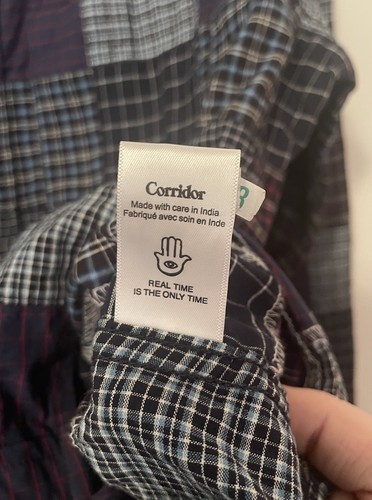 Corridor
Made with care in India
Fabriqué avec soin en Inde
REAL TIME
IS THE ONLY TIME